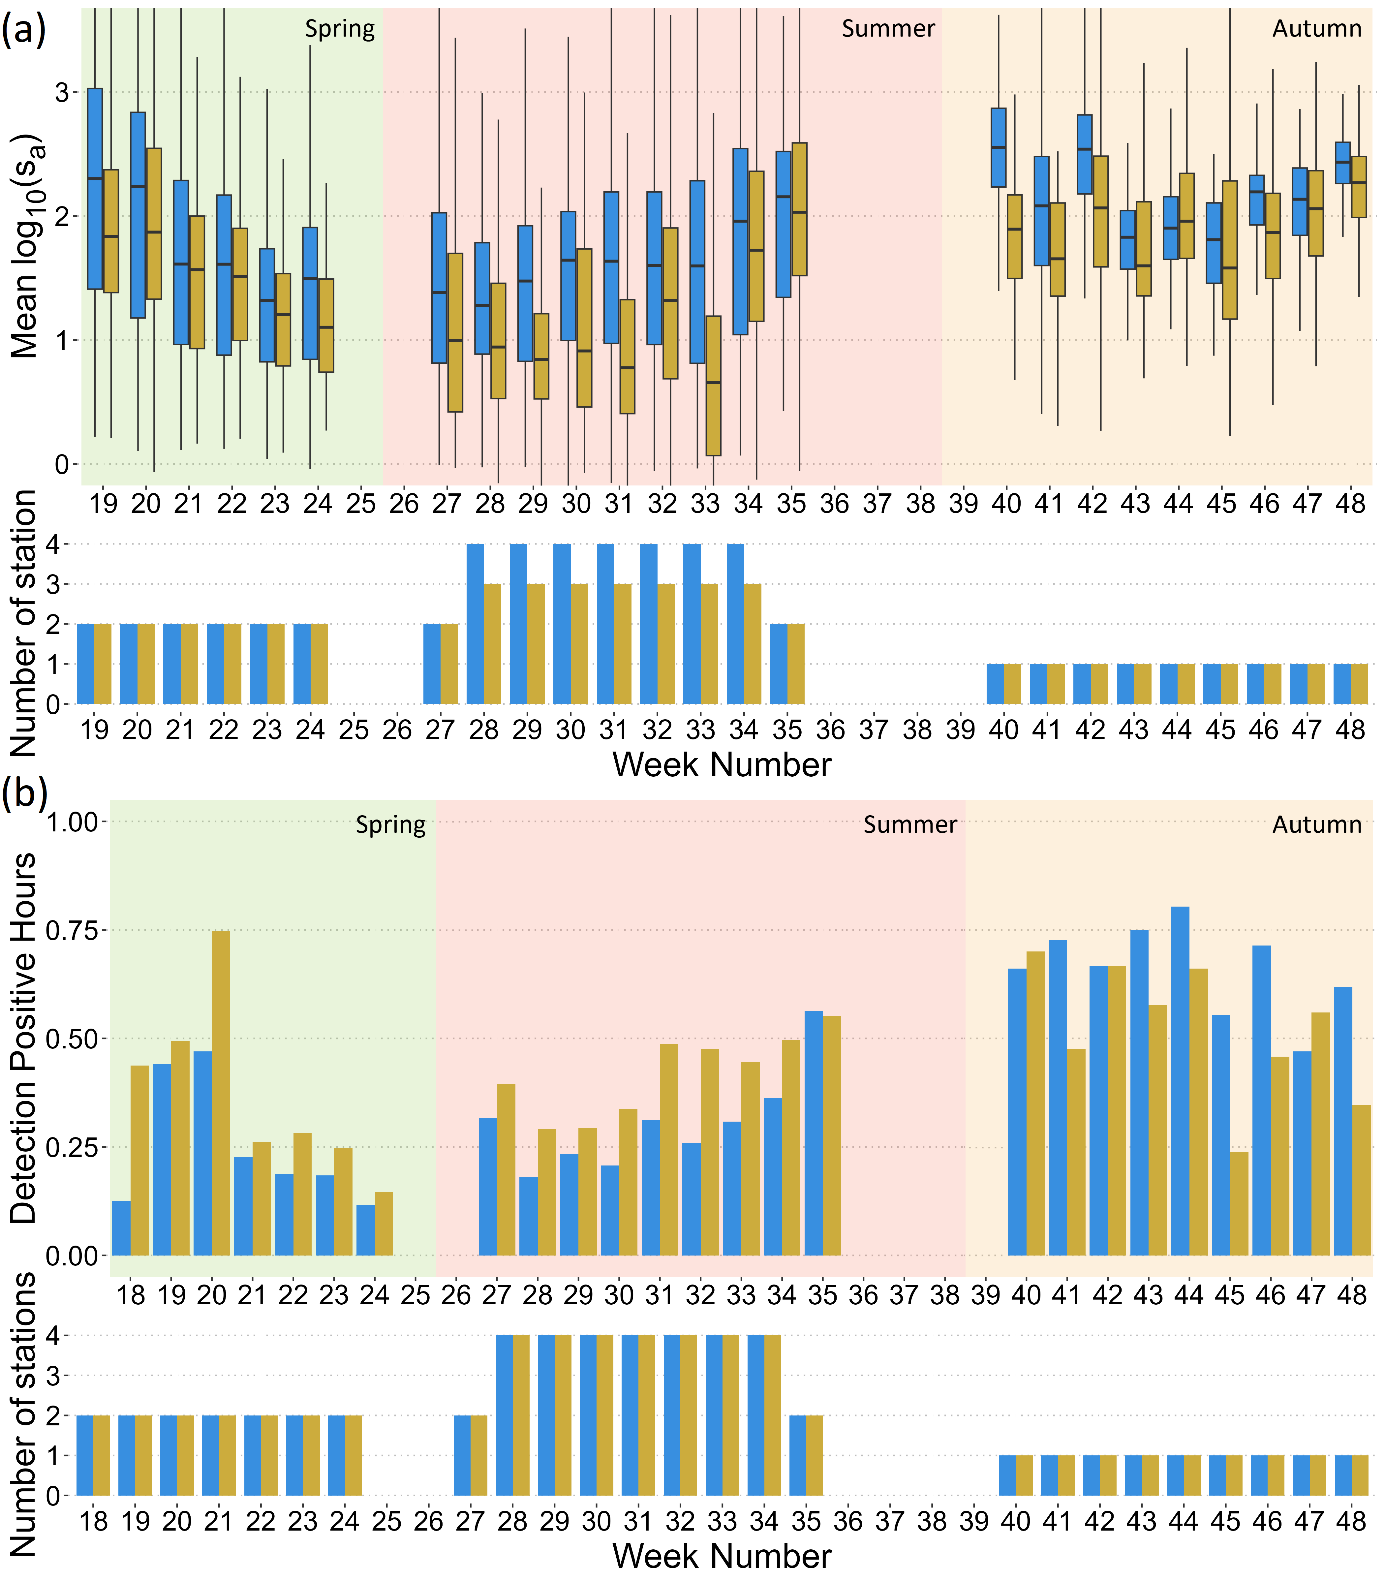 (a)
Spring
Summer
Autumn
Mean log10(sa)
3
2
1
0
19 20 21 22 23 24 25 26 27 28 29 30 31 32 33 34 35 36 37 38 39 40 41 42 43 44 45 46 47 48
Number of station
4
3
2
1
0
19 20 21 22 23 24 25 26 27 28 29 30 31 32 33 34 35 36 37 38 39 40 41 42 43 44 45 46 47 48
Week Number
(b)
Spring
Summer
Autumn
Detection Positive Hours
1.00
0.75
0.50
0.25
0.00
18 19 20 21 22 23 24 25 26 27 28 29 30 31 32 33 34 35 36 37 38 39 40 41 42 43 44 45 46 47 48
Number of stations
4
3
2
1
0
18 19 20 21 22 23 24 25 26 27 28 29 30 31 32 33 34 35 36 37 38 39 40 41 42 43 44 45 46 47 48
Week Number